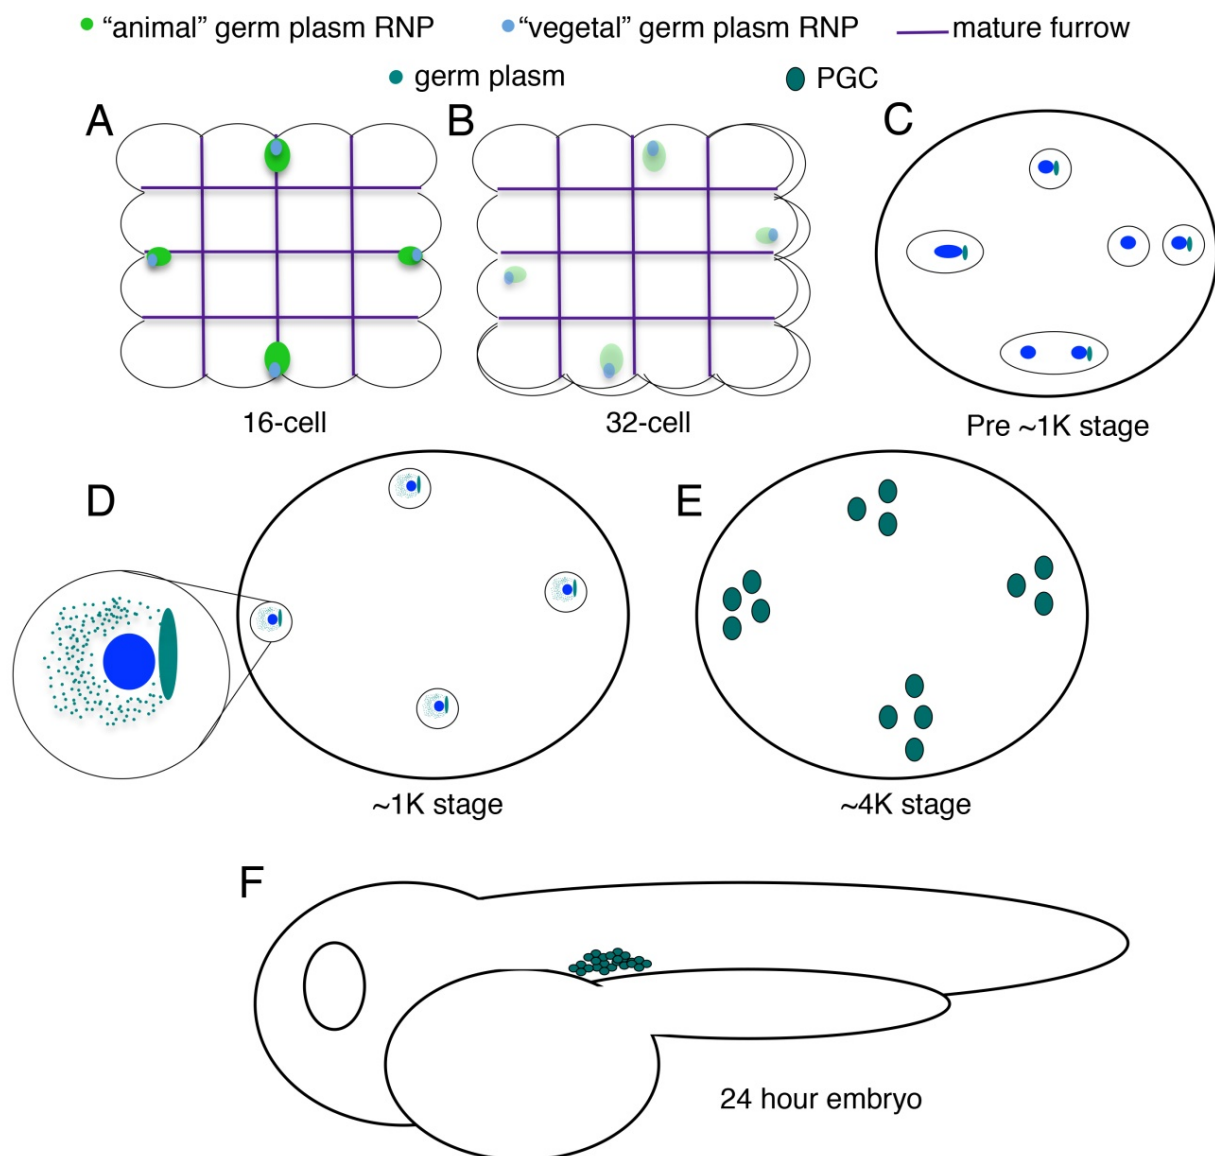 “animal” germ plasm RNP “vegetal” germ plasm RNP mature furrow
germ plasm PGC
A B C
16-cell 32-cell Pre ~1K stage
D E
~1K stage ~4K stage
F
24 hour embryo